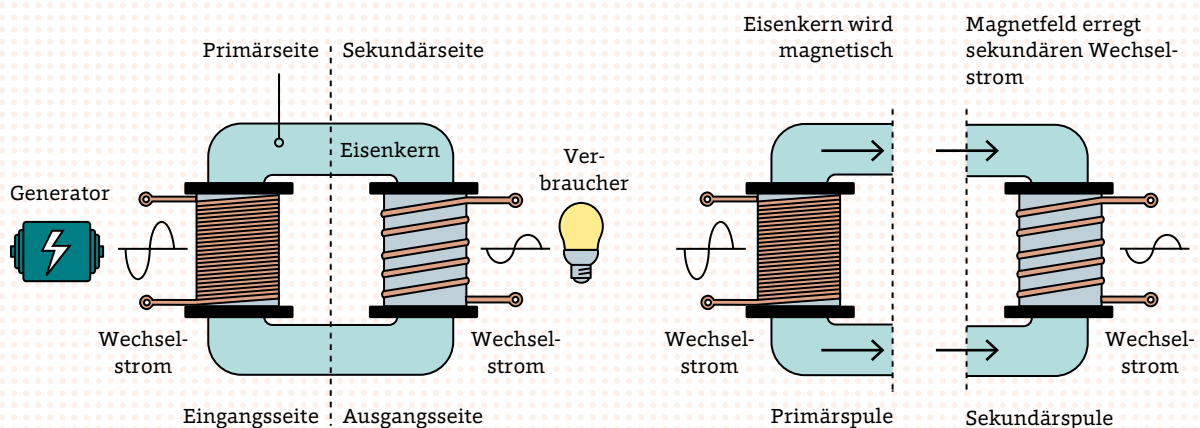 Primärseite
Sekundärseite
Eisenkern
Generator
Ver-
braucher
Wechsel-
strom
Wechsel-
strom
Eingangsseite
Ausgangsseite
Eisenkern wird
magnetisch
Magnetfeld erregt
sekundären Wechsel-
strom
Wechsel-
strom
Wechsel-
strom
Primärspule
Sekundärspule